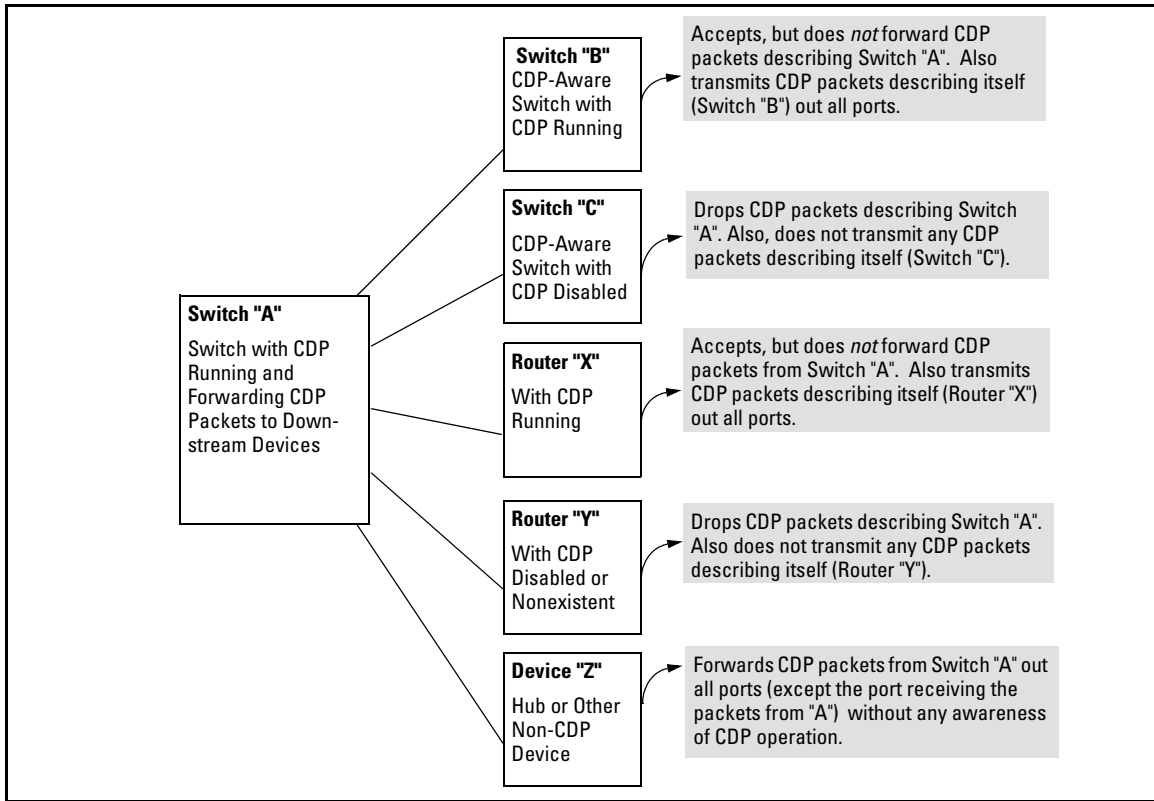 Switch "A"
Switch with CDP
Running and
Forwarding CDP
Packets to Down-
stream Devices
Switch "B"
CDP-Aware
Switch with
CDP Running
Accepts, but does not forward CDP
packets describing Switch "A". Also
transmits CDP packets describing itself
(Switch "B") out all ports.
Switch "C"
CDP-Aware
Switch with
CDP Disabled
Drops CDP packets describing Switch
"A". Also, does not transmit any CDP
packets describing itself (Switch "C").
Router "X"
With CDP
Running
Accepts, but does not forward CDP
packets from Switch "A". Also transmits
CDP packets describing itself (Router "X")
out all ports.
Router "Y"
With CDP
Disabled or
Nonexistent
Drops CDP packets describing Switch "A".
Also does not transmit any CDP packets
describing itself (Router "Y").
Device "Z"
Hub or Other
Non-CDP
Device
Forwards CDP packets from Switch "A" out
all ports (except the port receiving the
packets from "A") without any awareness
of CDP operation.